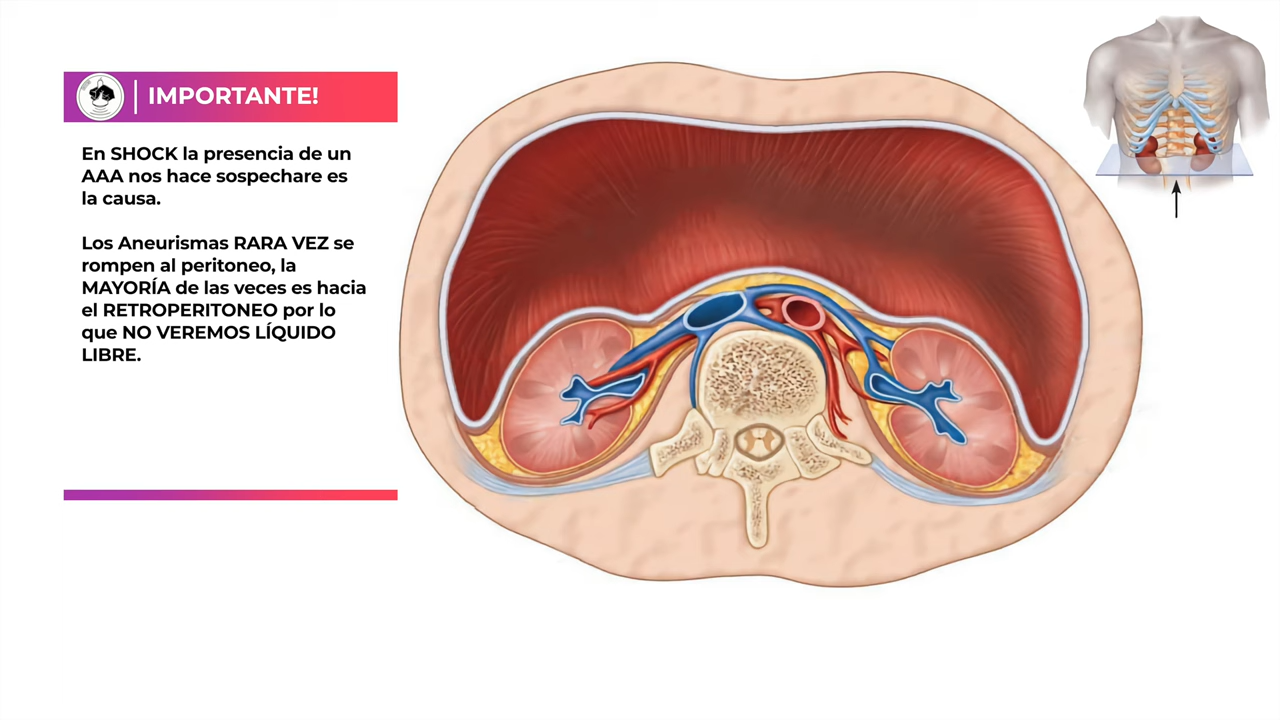 IMPORTANTE!
En SHOCK la presencia de un
AAA nos hace sospechare es
la causa.
Los Aneurismas RARA VEZ se
rompen al peritoneo, la
MAYORÍA de las veces es hacia
el RETROPERITONEO por lo
que NO VEREMOS LÍQUIDO
LIBRE.